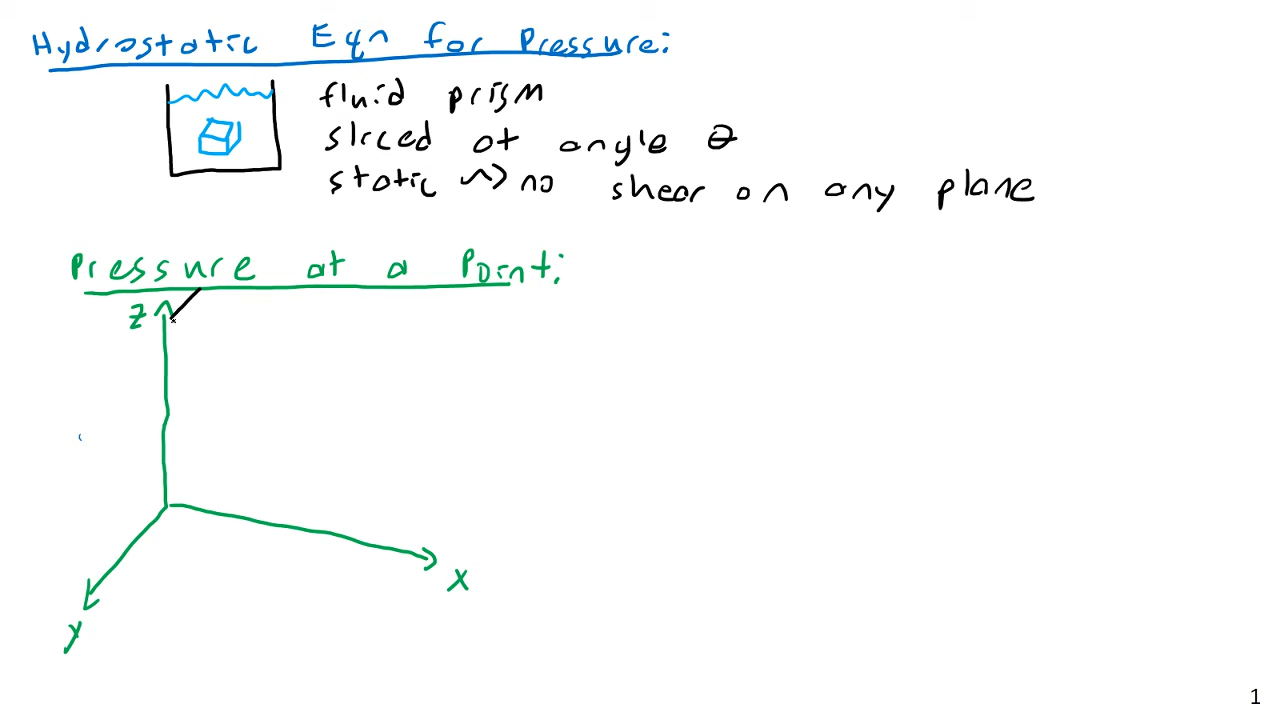 Hydrostatic Eqn for Pressure:
fluid prism
sliced at angle θ
static ~> no shear on any plane
Pressure at a Point:
z
x
y
1